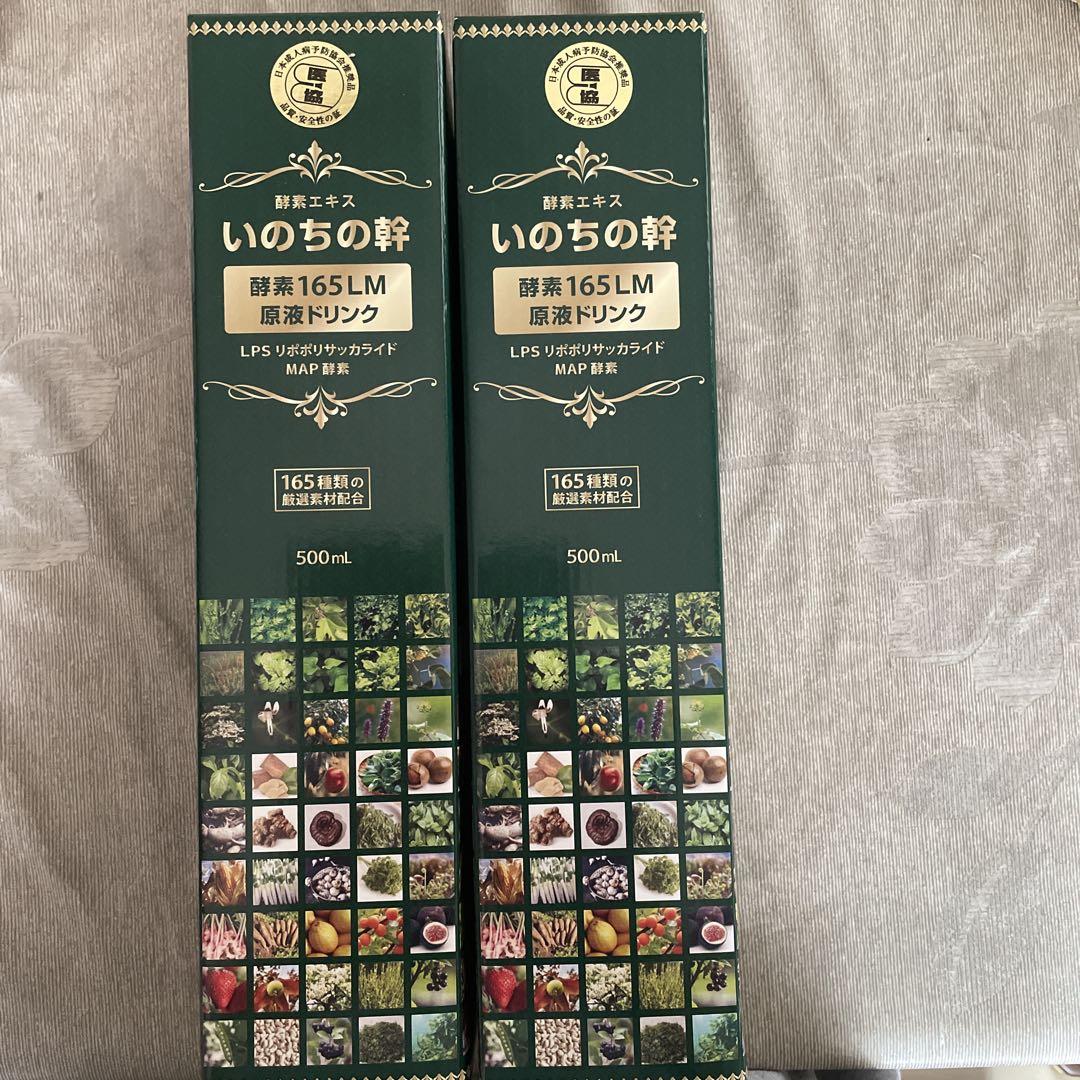 日本成人病予防協会推奨品
医協
品質・安全性の証
酵素エキス
いのちの幹
酵素165LM
原液ドリンク
LPS リポポリサッカライド
MAP 酵素
165種類の
厳選素材配合
500mL
日本成人病予防協会推奨品
医協
品質・安全性の証
酵素エキス
いのちの幹
酵素165LM
原液ドリンク
LPS リポポリサッカライド
MAP 酵素
165種類の
厳選素材配合
500mL